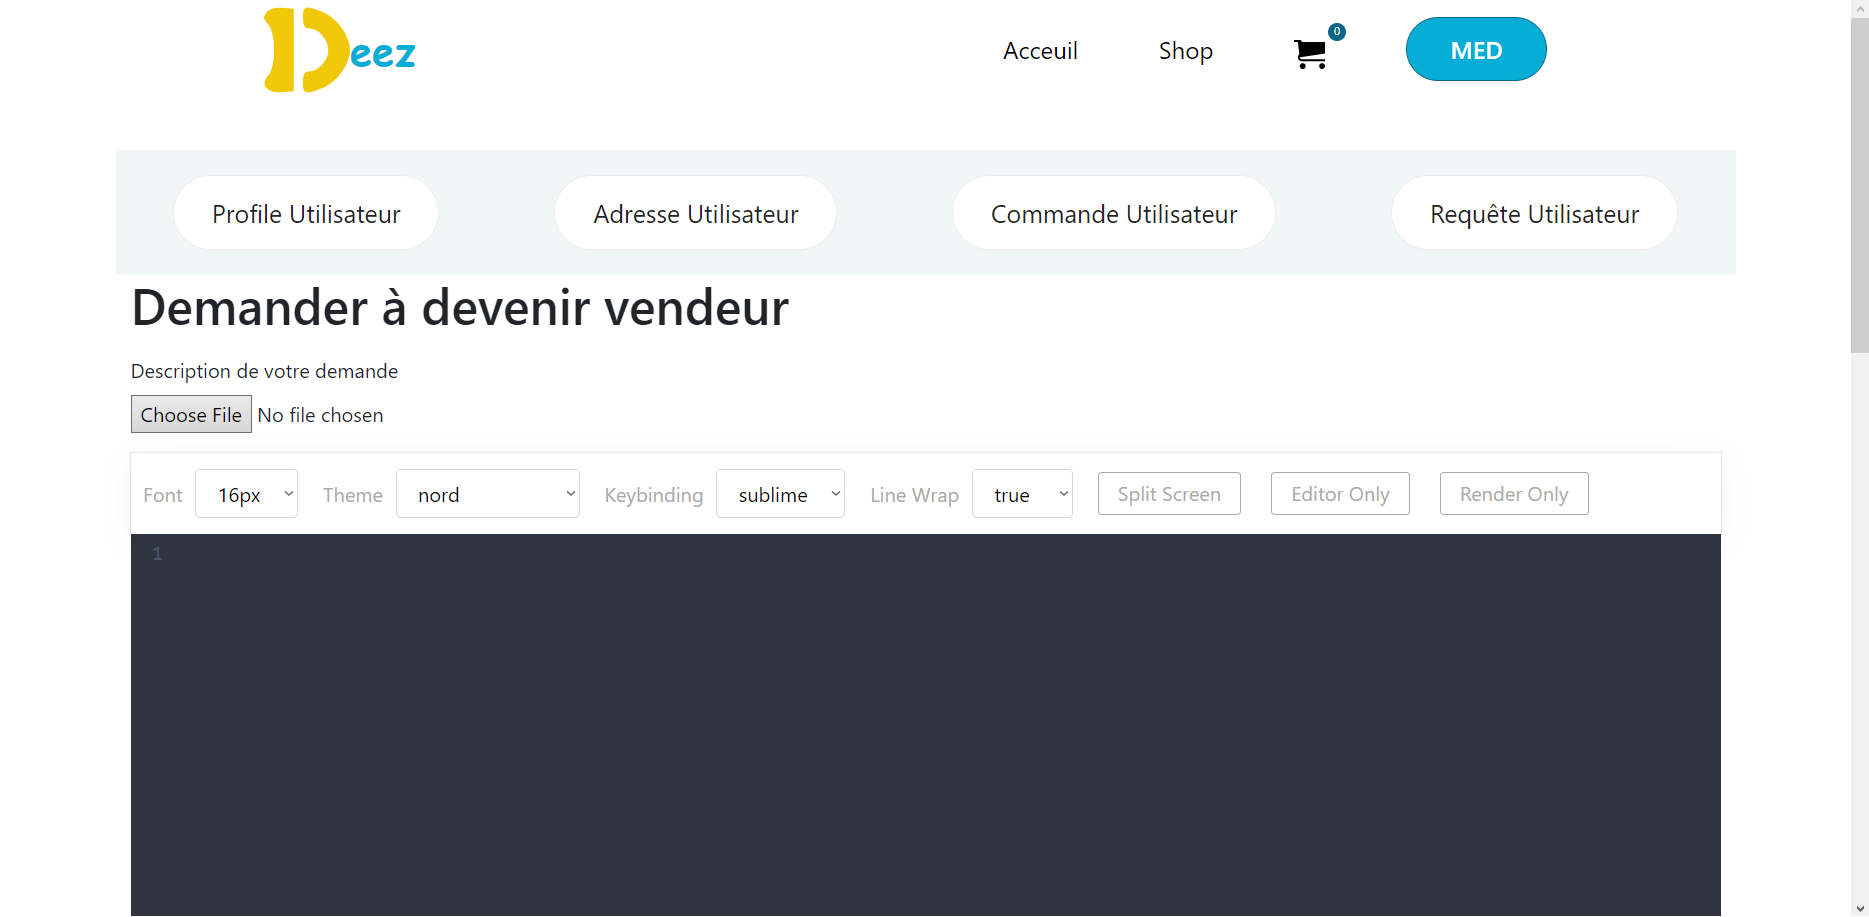 Deez
Acceuil Shop 0 MED
Profile Utilisateur Adresse Utilisateur Commande Utilisateur Requête Utilisateur
Demander à devenir vendeur
Description de votre demande
Choose File No file chosen
Font 16px Theme nord Keybinding sublime Line Wrap true Split Screen Editor Only Render Only
1